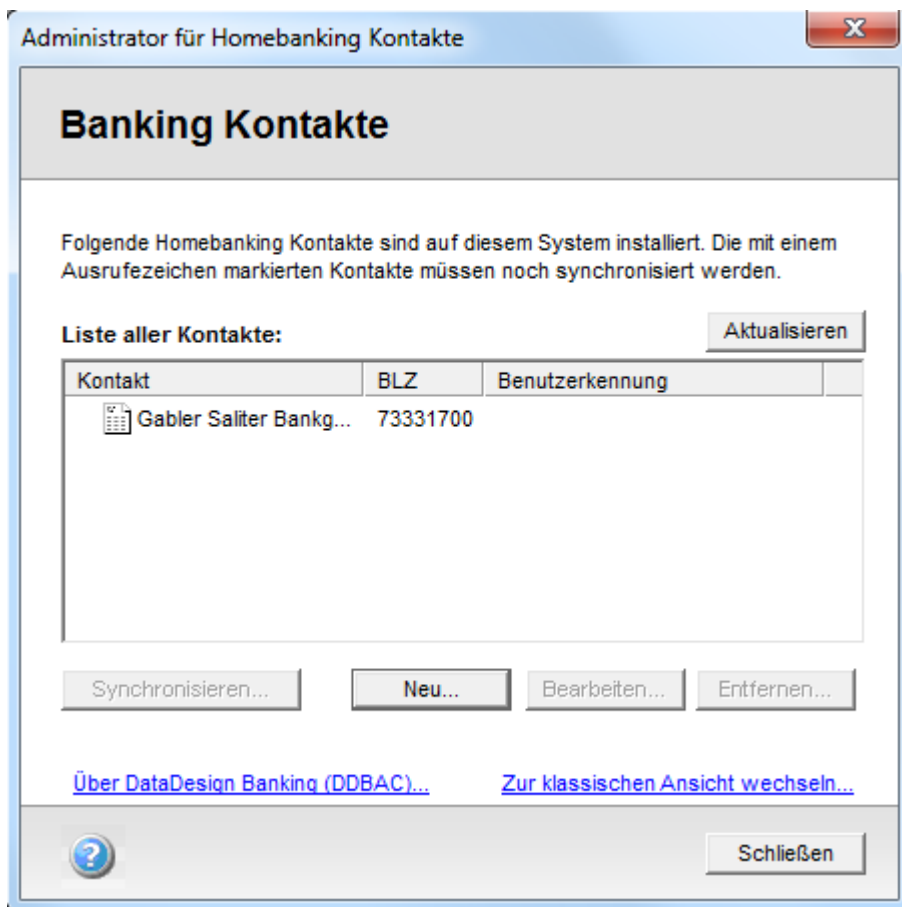 Administrator für Homebanking Kontakte
Banking Kontakte
Folgende Homebanking Kontakte sind auf diesem System installiert. Die mit einem
Ausrufezeichen markierten Kontakte müssen noch synchronisiert werden.
Liste aller Kontakte:
Aktualisieren
Kontakt BLZ Benutzerkennung
Gabler Saliter Bankg... 73331700
Synchronisieren... Neu... Bearbeiten... Entfernen...
Über DataDesign Banking (DDBAC)... Zur klassischen Ansicht wechseln...
Schließen